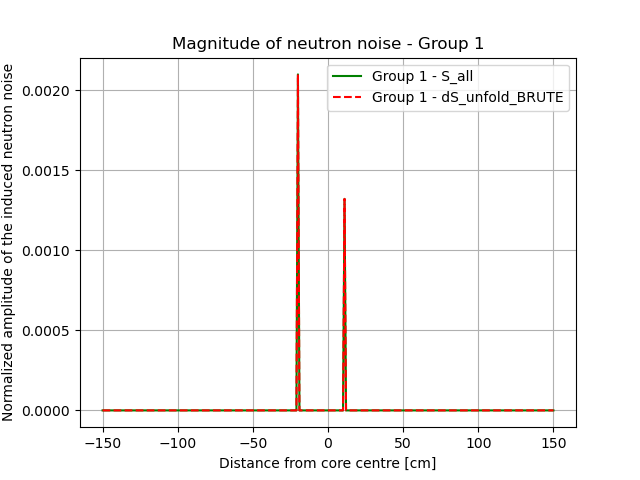 Magnitude of neutron noise - Group 1
Normalized amplitude of the induced neutron noise
0.0020
0.0015
0.0010
0.0005
0.0000
Group 1 - S_all
Group 1 - dS_unfold_BRUTE
−150
−100
−50
0
50
100
150
Distance from core centre [cm]